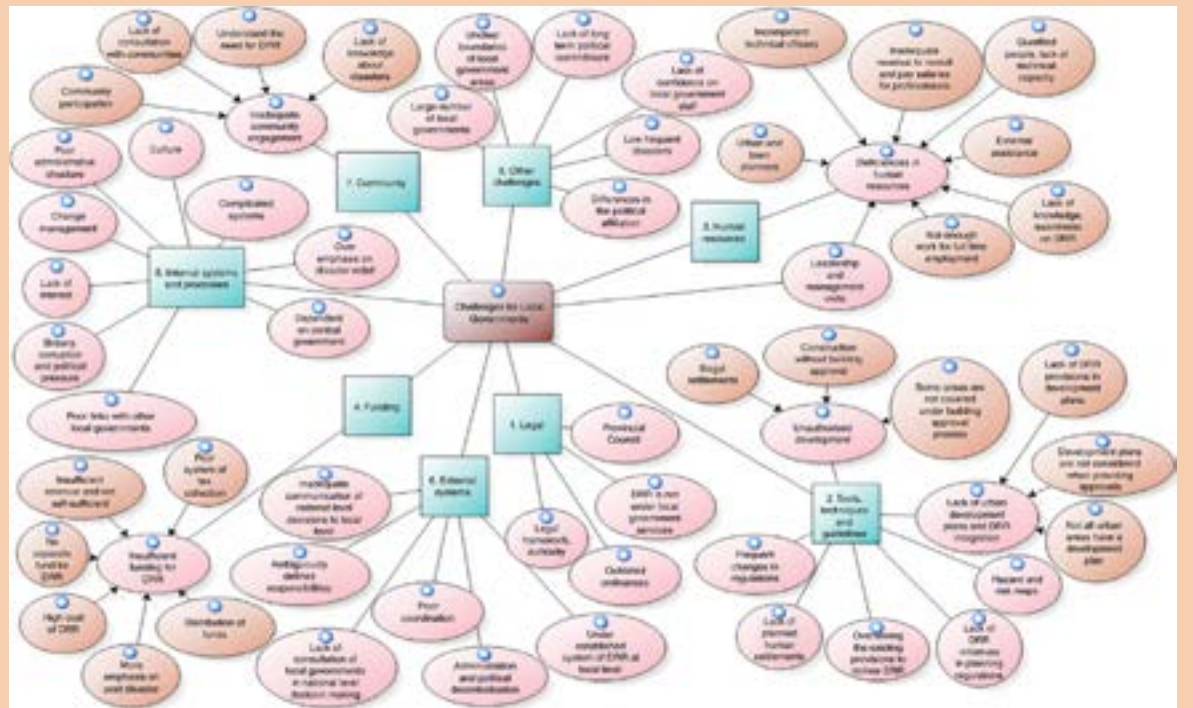 Lack of
consultation
with communities
Understand the
need for DRR
Lack of
knowledge
about
disasters
Community
participation
Inadequate
community
engagement
7. Community
Unclear
boundaries
of local
government
areas
Lack of long
term political
commitment
Lack of
confidence on
local government
staff
Large number
of local
governments
Low frequent
disasters
Differences in
the political
affiliation
8. Other
challenges
Incompetent
technical officers
Inadequate
revenue to recruit
and pay salaries
for professionals
Qualified
people, lack of
technical
capacity
Urban and
town
planners
External
assistance
Deficiencies in
human
resources
Lack of
knowledge,
awareness
on DRR
Not enough
work for full time
employment
Leadership
and
management
3. Human
resources
Poor
administrative
structure
Culture
Change
management
Complicated
systems
Over
emphasis on
disaster relief
Lack of
interest
Dependent
on central
government
Bribery,
corruption
and political
pressure
Poor links with other
local governments
5. Internal systems
and processes
Challenges for Local
Governments
4. Funding
Insufficient
revenue and not
self-sufficient
Poor
system of
tax
collection
No
separate
fund for
DRR
Insufficient
funding for
DRR
High cost
of DRR
Distribution of
funds
More
emphasis on
post disaster
6. External
systems
Inadequate
communication of
national level
decisions to local
level
Ambiguously
defined
responsibilities
Poor
coordination
Lack of
consultation of
local governments
in national level
decision making
Administration
and political
decentralisation
Under
established
system of DRR at
local level
1. Legal
Provincial
Council
DRR is not
under local
government
services
Legal
framework,
authority
Outdated
ordinances
Illegal
settlements
Construction
without building
approval
Some areas are
not covered
under building
approval
process
Unauthorised
development
Lack of DRR
provisions in
development
plans
Development plans
are not considered
when providing
approvals
Lack of urban
development
plans and DRR
integration
Not all urban
areas have a
development
plan
2. Tools,
techniques
and
guidelines
Frequent
changes in
regulations
Hazard and
risk maps
Lack of
planned
human
settlements
the existing
provisions to
DRR
Lack of
DRR
initiatives
in planning
regulations